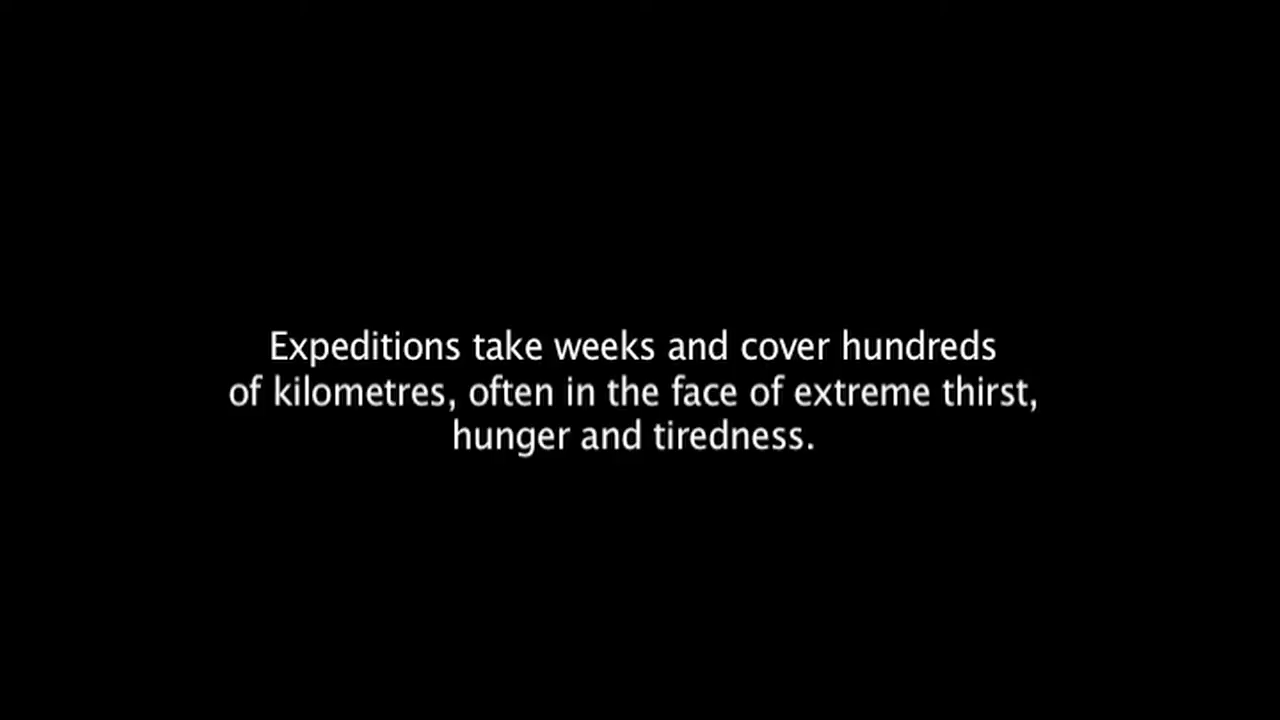 Expeditions take weeks and cover hundreds
of kilometres, often in the face of extreme thirst,
hunger and tiredness.